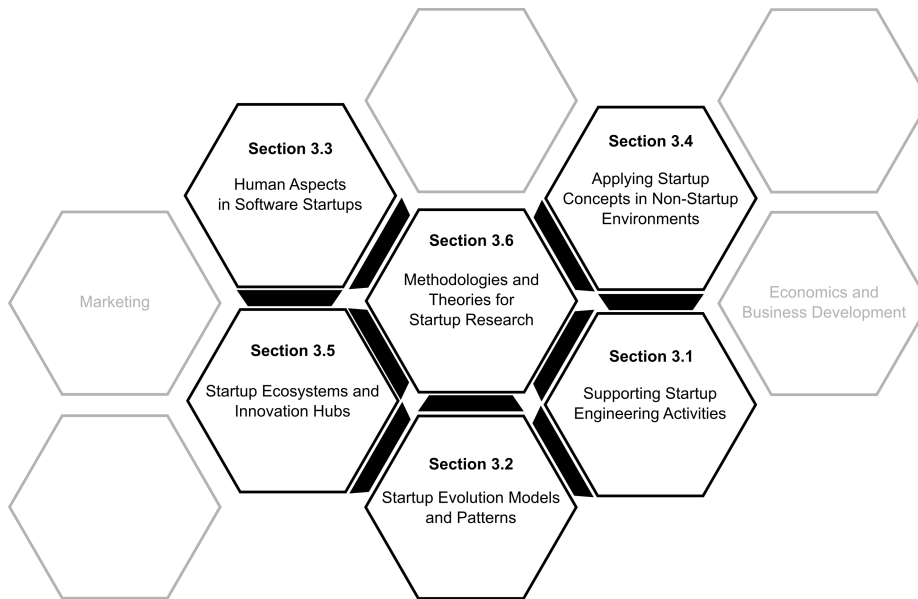 Section 3.3
Human Aspects
in Software Startups
Section 3.4
Applying Startup
Concepts in Non-Startup
Environments
Section 3.6
Methodologies and
Theories for
Startup Research
Marketing
Economics and
Business Development
Section 3.5
Startup Ecosystems and
Innovation Hubs
Section 3.1
Supporting Startup
Engineering Activities
Section 3.2
Startup Evolution Models
and Patterns